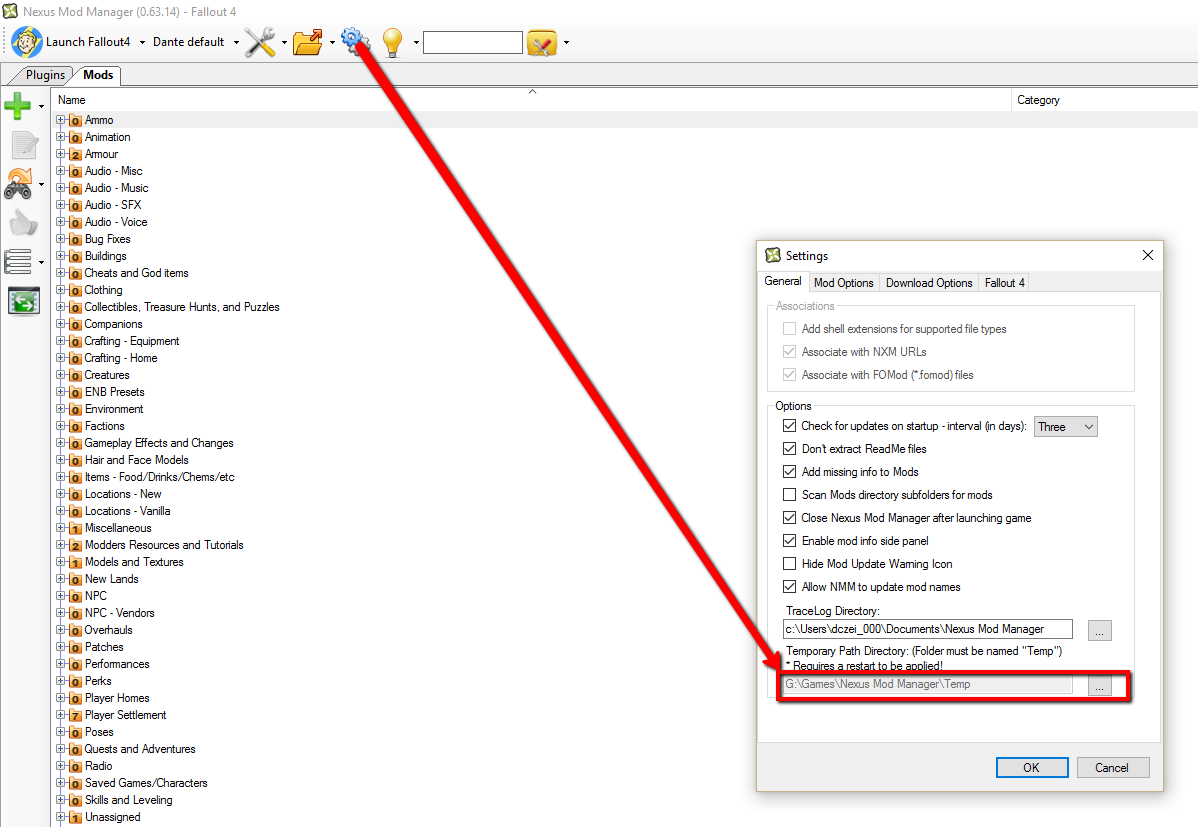 Nexus Mod Manager (0.63.14) - Fallout 4
Launch Fallout4 Dante default
Plugins Mods
Name Category
0 Ammo
0 Animation
2 Armour
0 Audio - Misc
0 Audio - Music
0 Audio - SFX
0 Audio - Voice
0 Bug Fixes
0 Buildings
0 Cheats and God items
0 Clothing
0 Collectibles, Treasure Hunts, and Puzzles
0 Companions
0 Crafting - Equipment
0 Crafting - Home
0 Creatures
0 ENB Presets
0 Environment
0 Factions
0 Gameplay Effects and Changes
0 Hair and Face Models
0 Items - Food/Drinks/Chems/etc
0 Locations - New
0 Locations - Vanilla
1 Miscellaneous
2 Modders Resources and Tutorials
1 Models and Textures
0 New Lands
0 NPC
0 NPC - Vendors
0 Overhauls
0 Patches
0 Performances
0 Perks
0 Player Homes
7 Player Settlement
0 Poses
0 Quests and Adventures
0 Radio
0 Saved Games/Characters
0 Skills and Leveling
1 Unassigned
Settings
General Mod Options Download Options Fallout 4
Associations
Add shell extensions for supported file types
Associate with NXM URLs
Associate with FOMod (*.fomod) files
Options
Check for updates on startup - interval (in days): Three
Don't extract ReadMe files
Add missing info to Mods
Scan Mods directory subfolders for mods
Close Nexus Mod Manager after launching game
Enable mod info side panel
Hide Mod Update Warning Icon
Allow NMM to update mod names
TraceLog Directory:
c:\Users\dczei_000\Documents\Nexus Mod Manager ...
Temporary Path Directory: (Folder must be named "Temp")
* Requires a restart to be applied!
G:\Games\Nexus Mod Manager\Temp ...
OK Cancel